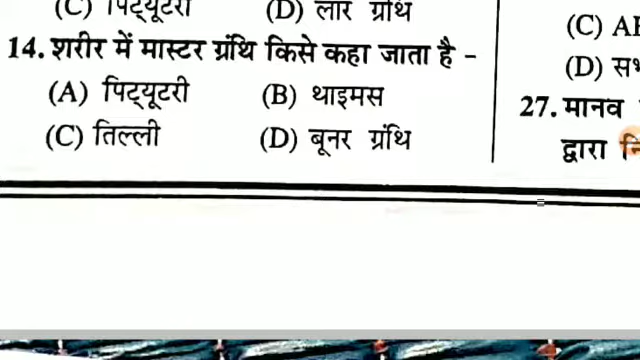 (C) पिट्यूटरी (D) लार ग्रंथि
14. शरीर में मास्टर ग्रंथि किसे कहा जाता है –
(A) पिट्यूटरी (B) थाइमस
(C) तिल्ली (D) बूनर ग्रंथि
(C)
(D)
27. मानव
द्वारा